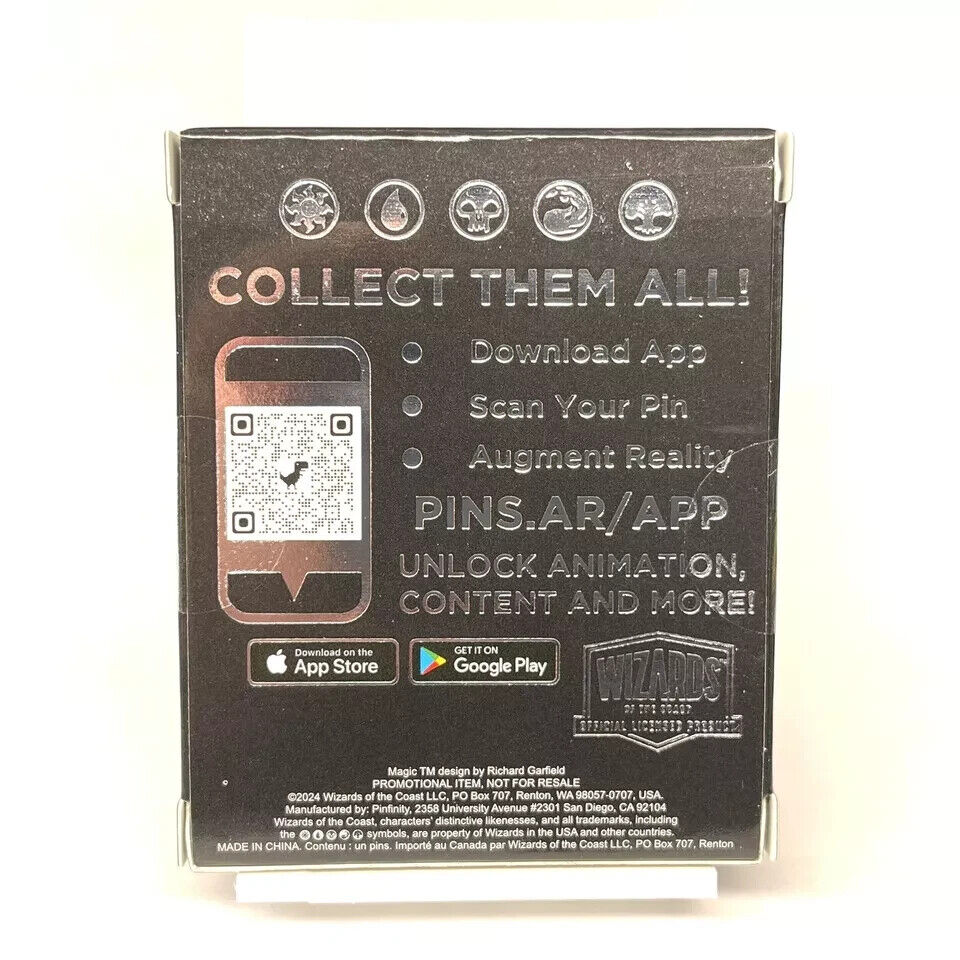 COLLECT THEM ALL!
Download App
Scan Your Pin
Augment Reality
PINS.AR/APP
UNLOCK ANIMATION,
CONTENT AND MORE!
Download on the
App Store
GET IT ON
Google Play
WIZARDS
OF THE COAST
OFFICIAL LICENSED PRODUCT
Magic TM design by Richard Garfield
PROMOTIONAL ITEM, NOT FOR RESALE
©2024 Wizards of the Coast LLC, PO Box 707, Renton, WA 98057-0707, USA.
Manufactured by: Pinfinity, 2358 University Avenue #2301 San Diego, CA 92104
Wizards of the Coast, characters' distinctive likenesses, and all trademarks, including
the symbols, are property of Wizards in the USA and other countries.
MADE IN CHINA. Contenu : un pins. Importé au Canada par Wizards of the Coast LLC, PO Box 707, Renton